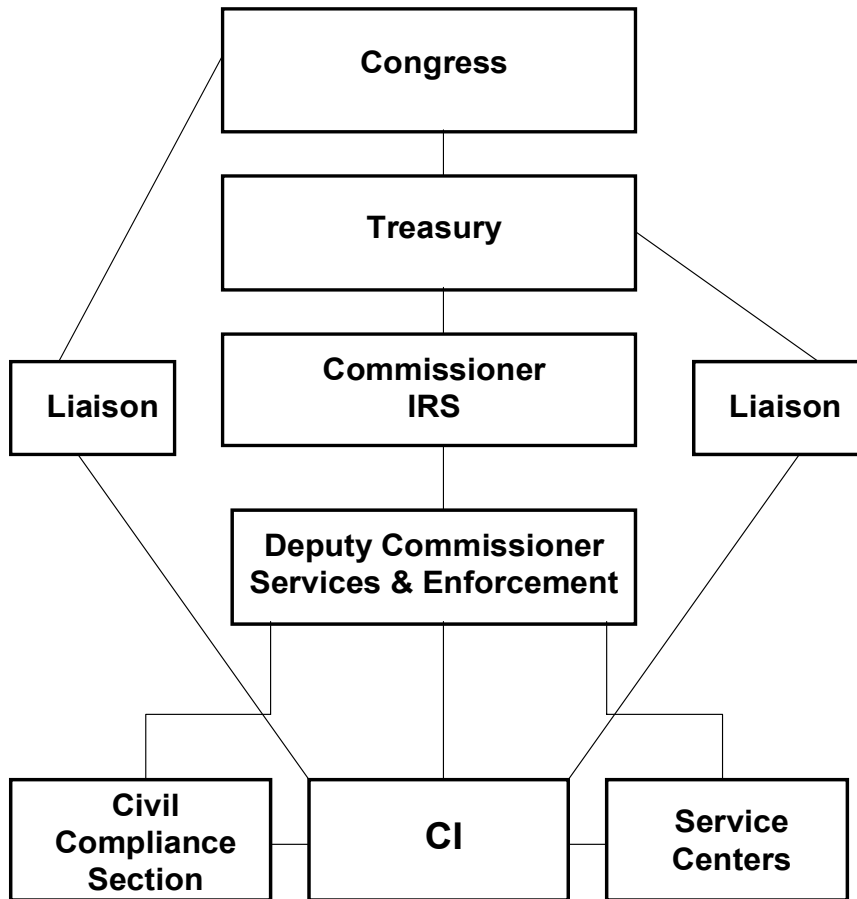 Congress
Treasury
Commissioner
IRS
Liaison
Liaison
Deputy Commissioner
Services & Enforcement
Civil
Compliance
Section
CI
Service
Centers